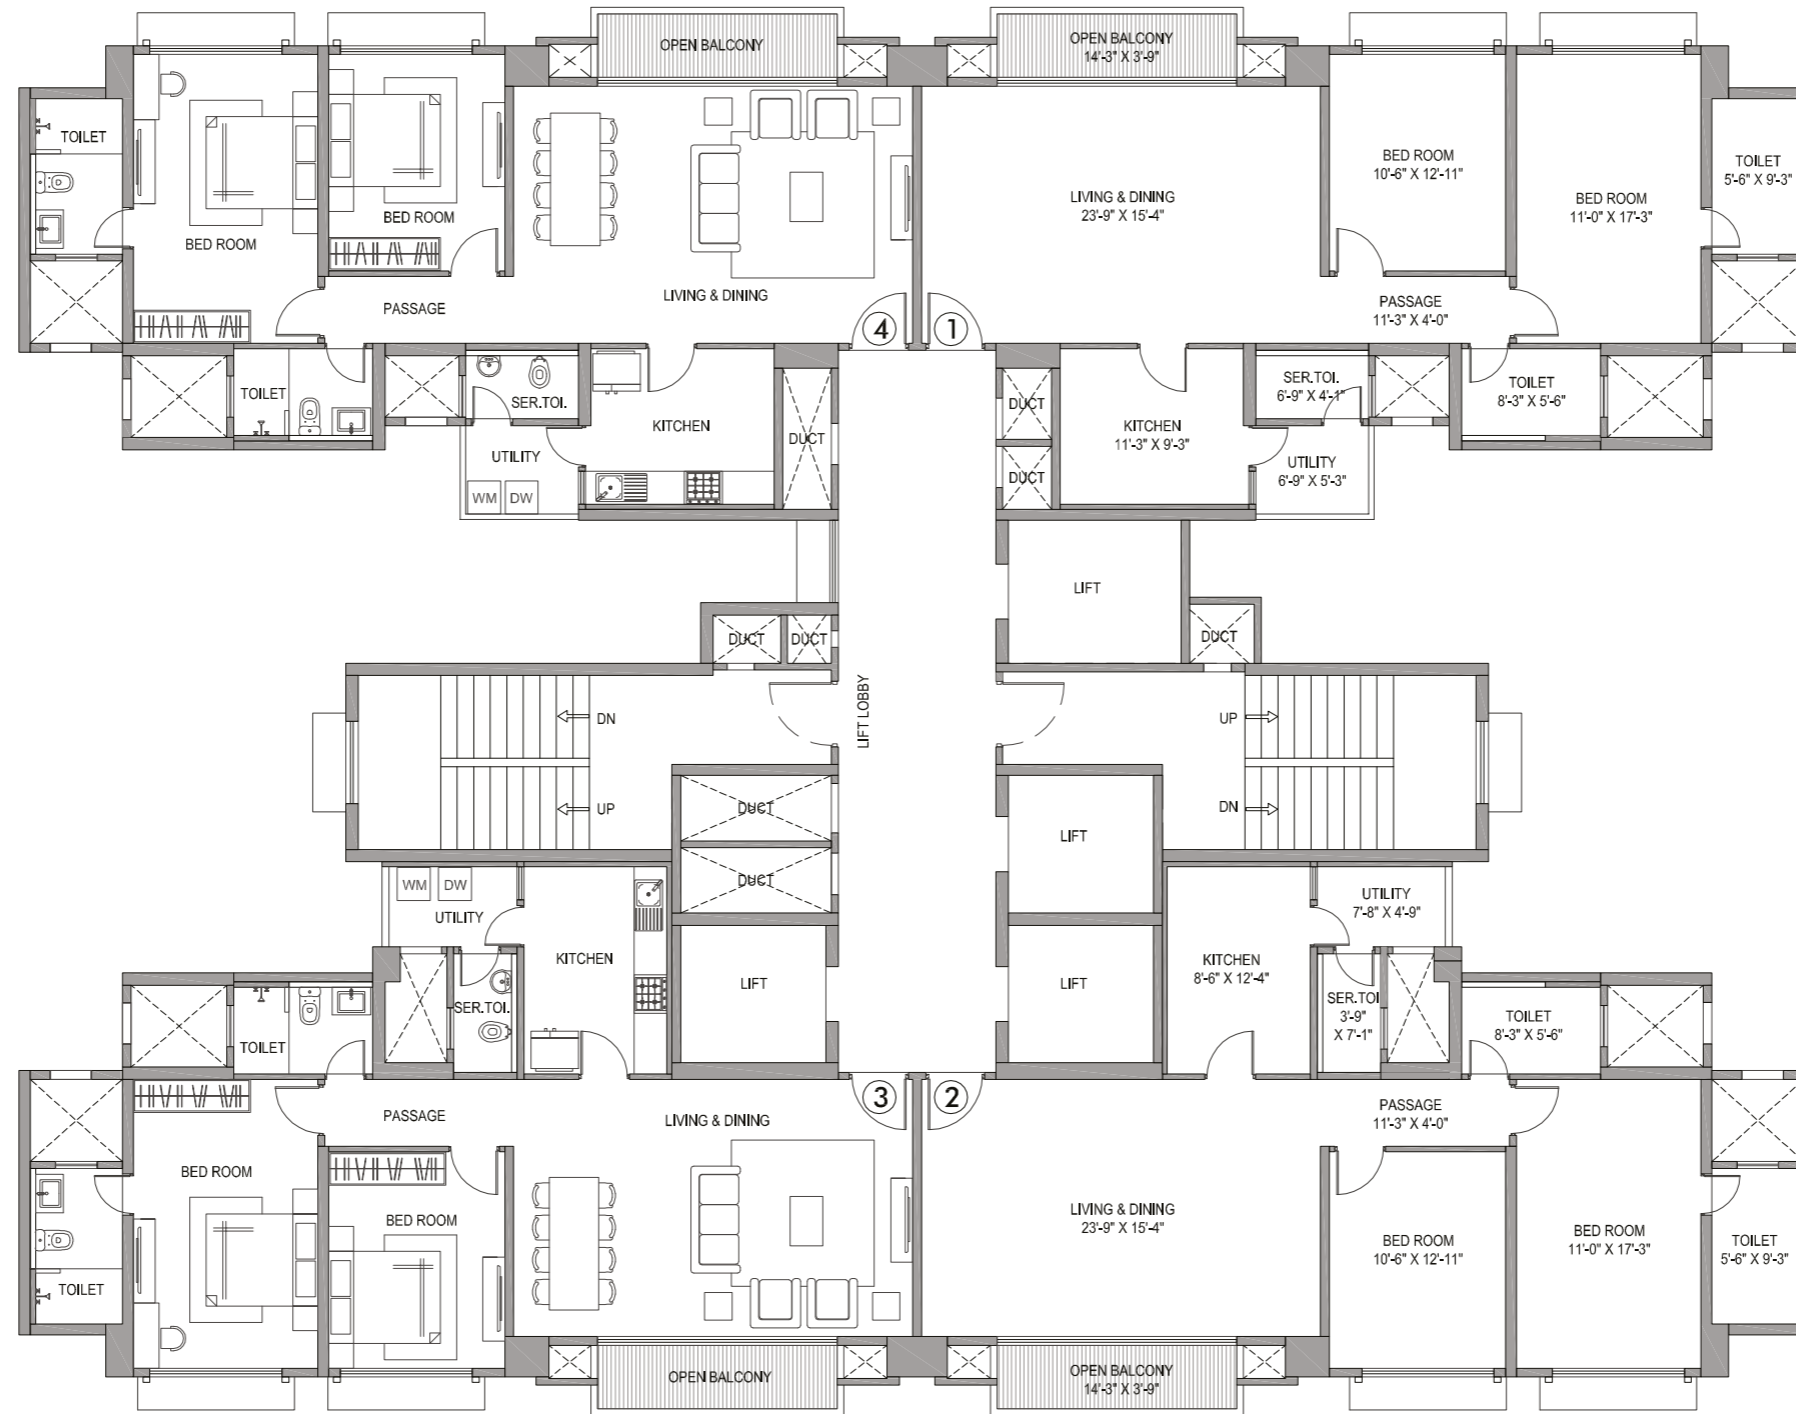 OPEN BALCONY
OPEN BALCONY
14'-3" X 3'-9"
TOILET
BED ROOM
BED ROOM
LIVING & DINING
PASSAGE
LIVING & DINING
23'-9" X 15'-4"
BED ROOM
10'-6" X 12'-11"
BED ROOM
11'-0" X 17'-3"
TOILET
5'-6" X 9'-3"
PASSAGE
11'-3" X 4'-0"
4
1
TOILET
SER.TOI.
KITCHEN
UTILITY
WM
DW
DUCT
DUCT
DUCT
KITCHEN
11'-3" X 9'-3"
SER.TOI.
6'-9" X 4'-1"
UTILITY
6'-9" X 5'-3"
TOILET
8'-3" X 5'-6"
LIFT
DUCT
DUCT
DUCT
LIFT LOBBY
DN
UP
UP
DN
DUCT
DUCT
LIFT
LIFT
LIFT
WM
DW
UTILITY
KITCHEN
SER.TOI.
TOILET
KITCHEN
8'-6" X 12'-4"
UTILITY
7'-8" X 4'-9"
SER.TOI
3'-9"
X 7'-1"
TOILET
8'-3" X 5'-6"
3
2
PASSAGE
LIVING & DINING
BED ROOM
BED ROOM
TOILET
PASSAGE
11'-3" X 4'-0"
LIVING & DINING
23'-9" X 15'-4"
BED ROOM
10'-6" X 12'-11"
BED ROOM
11'-0" X 17'-3"
TOILET
5'-6" X 9'-3"
OPEN BALCONY
OPEN BALCONY
14'-3" X 3'-9"